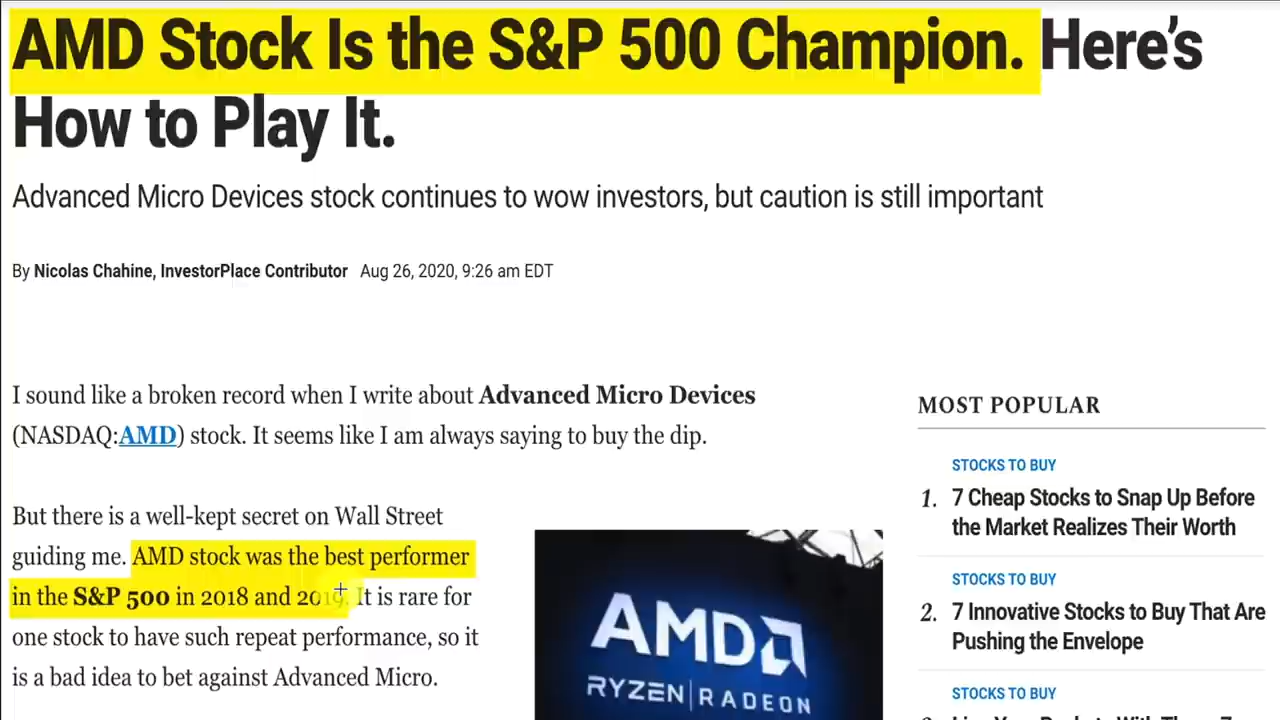 AMD Stock Is the S&P 500 Champion. Here's
How to Play It.
Advanced Micro Devices stock continues to wow investors, but caution is still important
By Nicolas Chahine, InvestorPlace Contributor Aug 26, 2020, 9:26 am EDT
I sound like a broken record when I write about Advanced Micro Devices
(NASDAQ:AMD) stock. It seems like I am always saying to buy the dip.
But there is a well-kept secret on Wall Street
guiding me. AMD stock was the best performer
in the S&P 500 in 2018 and 2019. It is rare for
one stock to have such repeat performance, so it
is a bad idea to bet against Advanced Micro.
AMD
RYZEN | RADEON
MOST POPULAR
STOCKS TO BUY
1. 7 Cheap Stocks to Snap Up Before
the Market Realizes Their Worth
STOCKS TO BUY
2. 7 Innovative Stocks to Buy That Are
Pushing the Envelope
STOCKS TO BUY